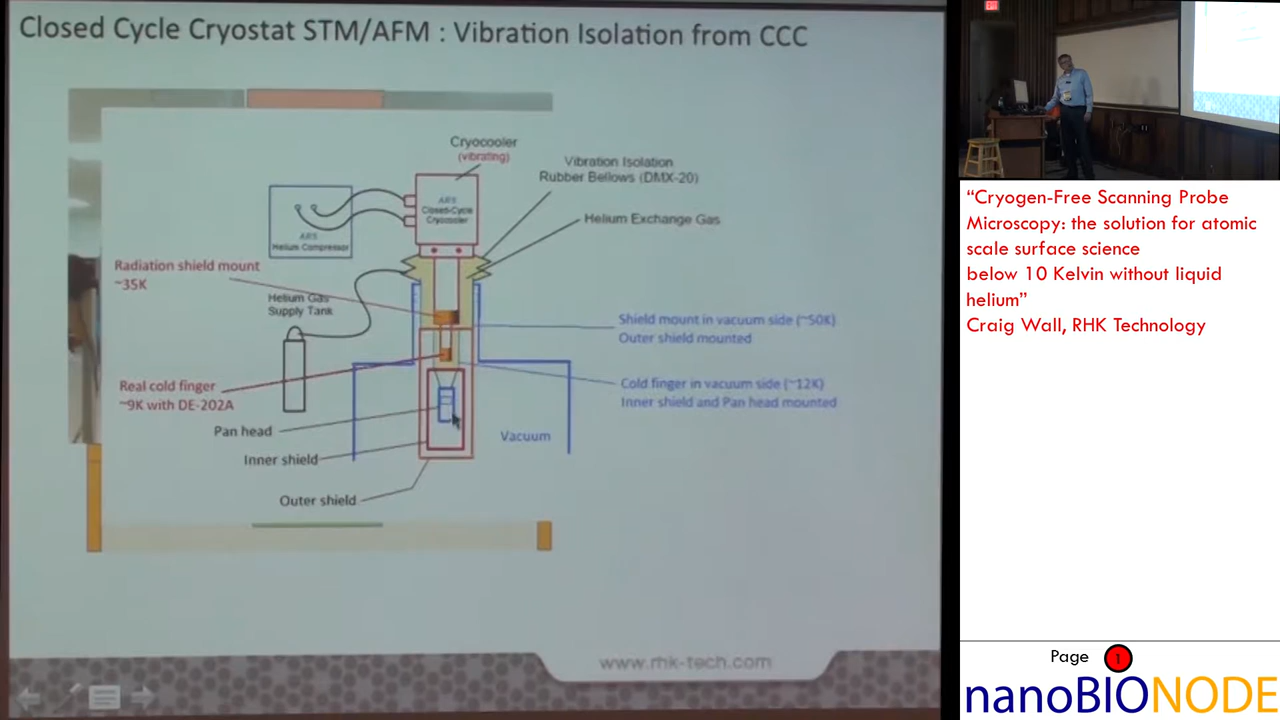 Closed Cycle Cryostat STM/AFM : Vibration Isolation from CCC
Cryocooler
(vibrating)
Vibration Isolation
Rubber Bellows (DMX-20)
ARS
Closed-Cycle
Cryocooler
Helium Exchange Gas
ARS
Helium Compressor
Radiation shield mount
~35K
Helium Gas
Supply Tank
Shield mount in vacuum side (~50K)
Outer shield mounted
Real cold finger
~9K with DE-202A
Cold finger in vacuum side (~12K)
Inner shield and Pan head mounted
Pan head
Vacuum
Inner shield
Outer shield
www.rhk-tech.com
“Cryogen-Free Scanning Probe
Microscopy: the solution for atomic
scale surface science
below 10 Kelvin without liquid
helium”
Craig Wall, RHK Technology
Page 1
nanoBIONODE